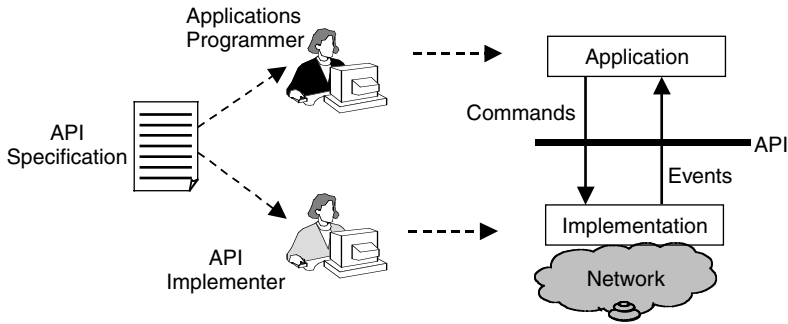 Applications
Programmer
API
Specification
API
Implementer
Application
Commands
API
Events
Implementation
Network